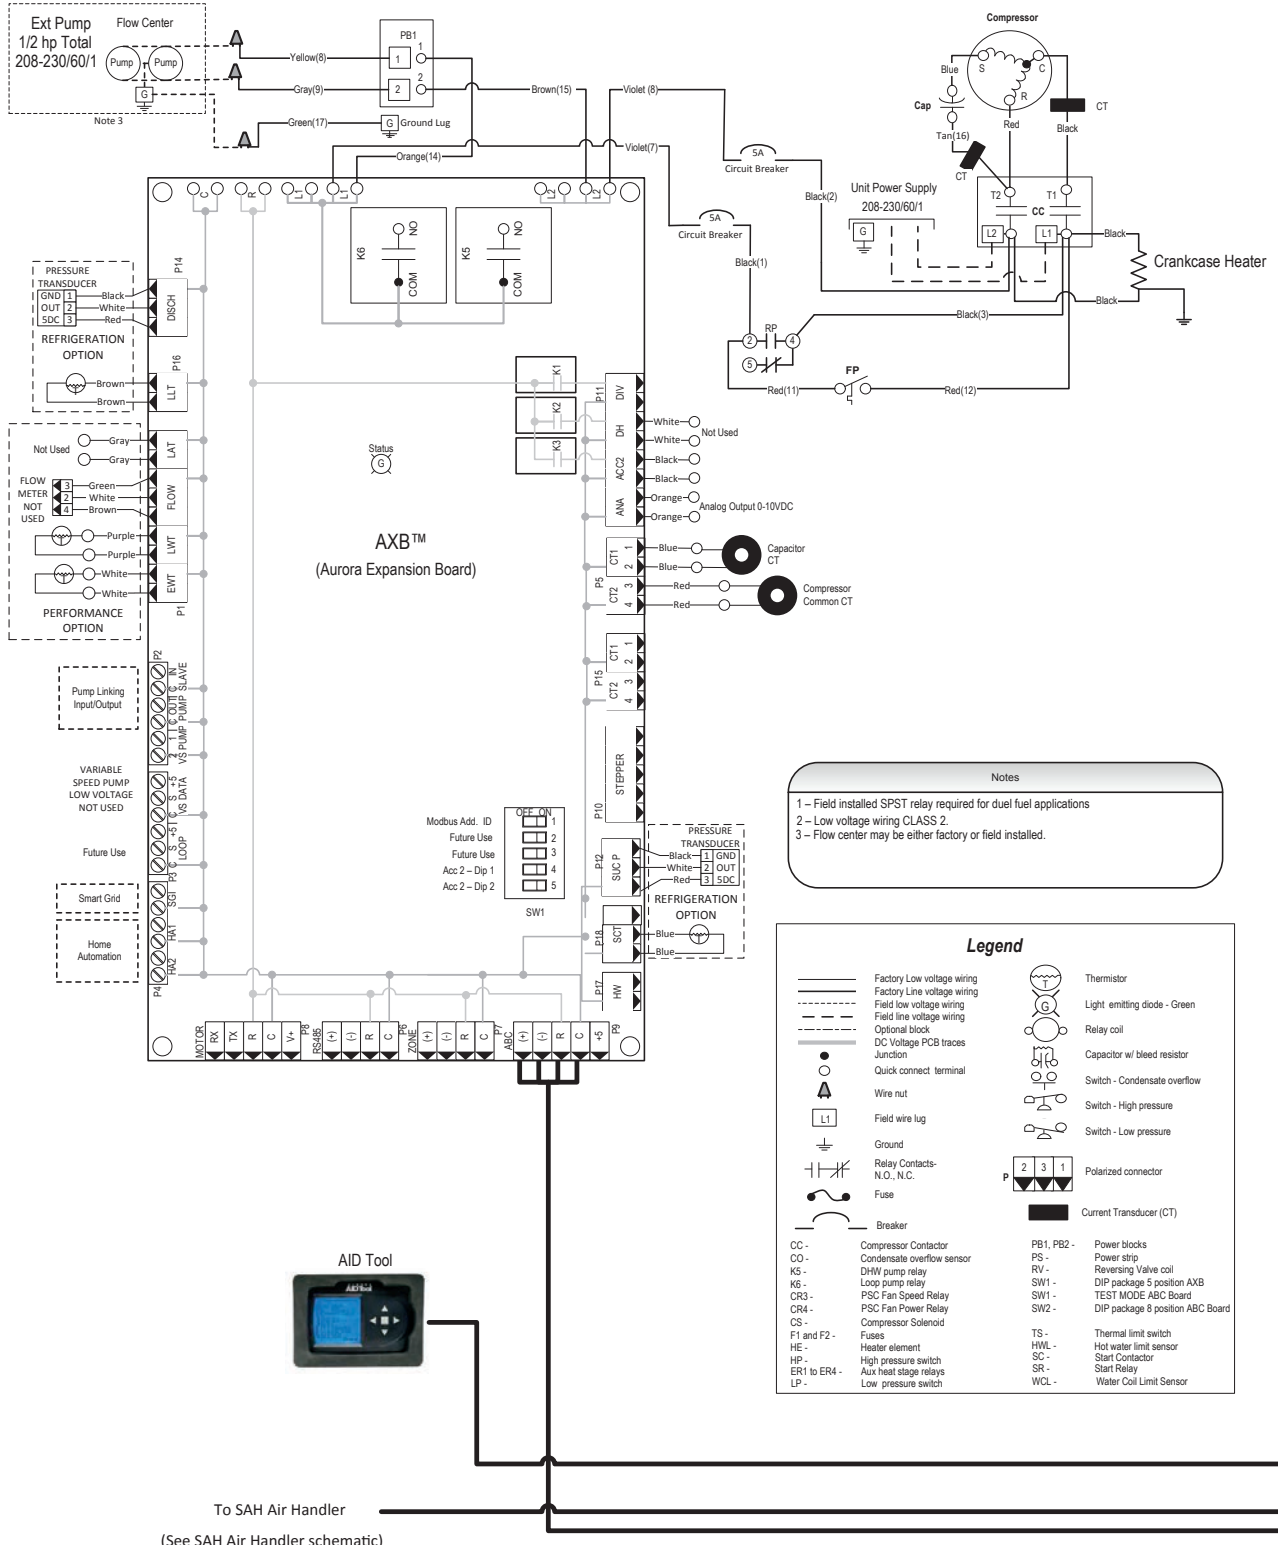 Ext Pump
1/2 hp Total
208-230/60/1
Flow Center
Pump
Pump
G
Note 3
Yellow(8)
Gray(9)
Green(17)
PB1
1
1
2
2
G
Ground Lug
Orange(14)
Brown(15)
Violet (8)
Violet(7)
5A
Circuit Breaker
5A
Circuit Breaker
Black(2)
Black(1)
Compressor
S
C
R
Blue
Cap
Tan(16)
CT
Red
CT
Black
Unit Power Supply
208-230/60/1
G
T2
T1
CC
L2
L1
Black
Black
Crankcase Heater
Black(3)
RP
2
4
5
FP
Red(11)
Red(12)
C
R
L1
L1
L2
L2
K6
NO
COM
K5
NO
COM
PRESSURE
TRANSDUCER
GND 1 Black
OUT 2 White
5DC 3 Red
REFRIGERATION
OPTION
Brown
Brown
P14
DISCH
P16
LLT
Not Used
Gray
Gray
LAT
FLOW
METER
NOT
USED
3 Green
2 White
4 Brown
FLOW
Purple
Purple
LWT
White
White
EWT
P1
PERFORMANCE
OPTION
Status
G
AXB™
(Aurora Expansion Board)
K1
K2
K3
P11
DIV
DH
ACC2
ANA
White
White
Not Used
Black
Black
Orange
Orange
Analog Output 0-10VDC
CT1 1 2
P5
CT2 3 4
Blue
Blue
Capacitor
CT
Red
Red
Compressor
Common CT
CT1 1 2
P15
CT2 3 4
STEPPER
P10
P2
Pump Linking
Input/Output
IN
C
OUT
C
SLAVE
PUMP
1
2
VS PUMP
VARIABLE
SPEED PUMP
LOW VOLTAGE
NOT USED
+5
S
C
VS DATA
Future Use
+5
S
C
LOOP
P3
Smart Grid
SGI
Home
Automation
HA1
HA2
P4
OFF ON
Modbus Add. ID 1
Future Use 2
Future Use 3
Acc 2 – Dip 1 4
Acc 2 – Dip 2 5
SW1
P12
SUC P
PRESSURE
TRANSDUCER
Black 1 GND
White 2 OUT
Red 3 5DC
REFRIGERATION
OPTION
P18
SCT
Blue
Blue
P17
HW
MOTOR
RX
TX
R
C
V+
P8
RS485
(+)
(-)
R
C
P6
ZONE
(+)
(-)
R
C
P7
ABC
(+)
(-)
R
C
+5
P9
Notes
1 – Field installed SPST relay required for duel fuel applications
2 – Low voltage wiring CLASS 2.
3 – Flow center may be either factory or field installed.
Legend
Factory Low voltage wiring
Factory Line voltage wiring
Field low voltage wiring
Field line voltage wiring
Optional block
DC Voltage PCB traces
Junction
Quick connect terminal
Wire nut
L1 Field wire lug
Ground
Relay Contacts-
N.O., N.C.
Fuse
Breaker
T Thermistor
G Light emitting diode - Green
Relay coil
Capacitor w/ bleed resistor
Switch - Condensate overflow
Switch - High pressure
Switch - Low pressure
P 2 3 1 Polarized connector
Current Transducer (CT)
CC - Compressor Contactor
CO - Condensate overflow sensor
K5 - DHW pump relay
K6 - Loop pump relay
CR3 - PSC Fan Speed Relay
CR4 - PSC Fan Power Relay
CS - Compressor Solenoid
F1 and F2 - Fuses
HE - Heater element
HP - High pressure switch
ER1 to ER4 - Aux heat stage relays
LP - Low pressure switch
PB1, PB2 - Power blocks
PS - Power strip
RV - Reversing Valve coil
SW1 - DIP package 5 position AXB
SW1 - TEST MODE ABC Board
SW2 - DIP package 8 position ABC Board
TS - Thermal limit switch
HWL - Hot water limit sensor
SC - Start Contactor
SR - Start Relay
WCL - Water Coil Limit Sensor
AID Tool
To SAH Air Handler
(See SAH Air Handler schematic)